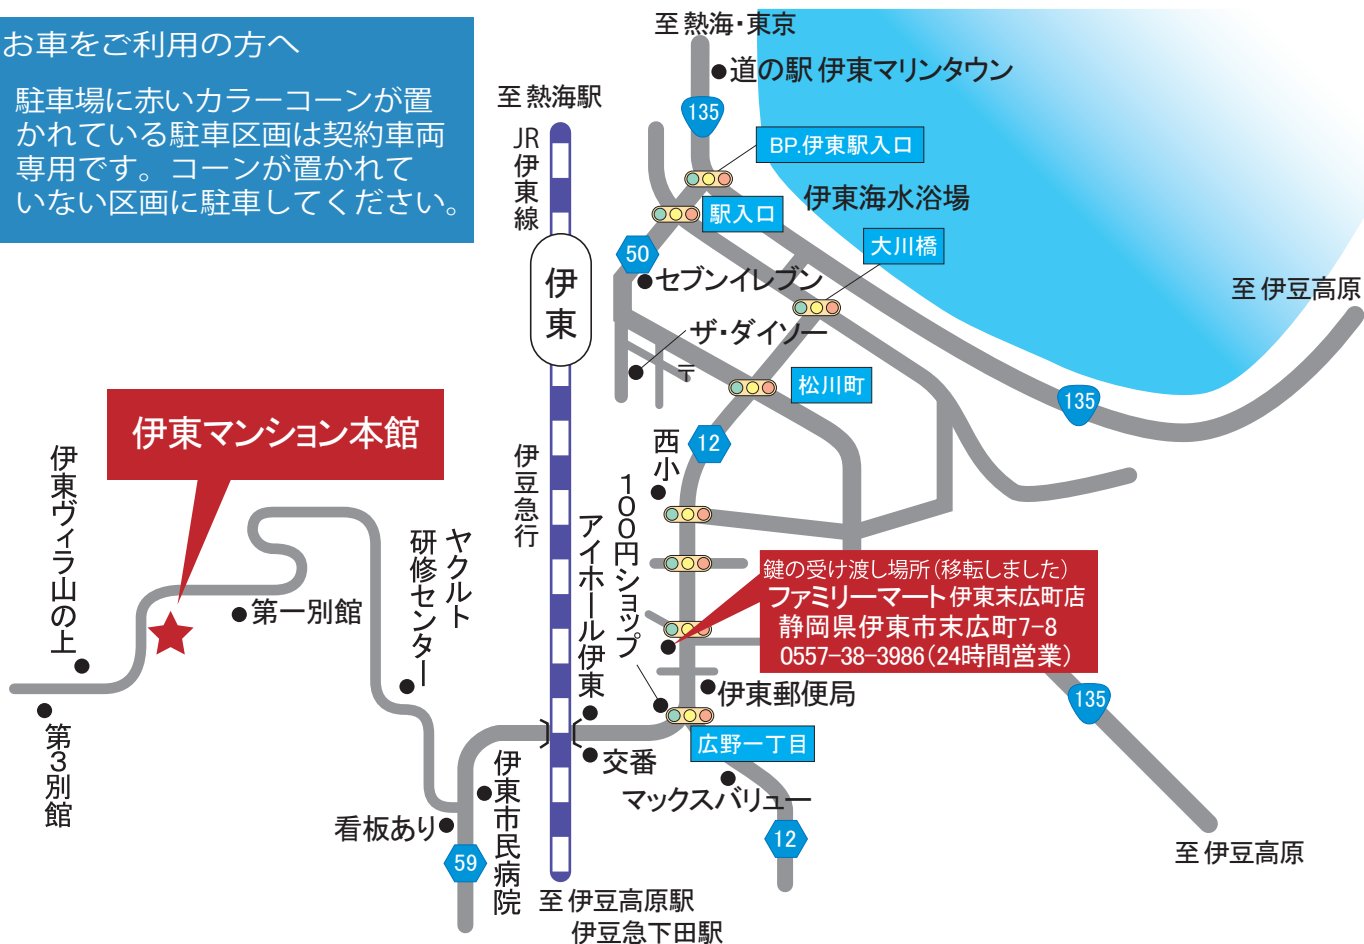 お車をご利用の方へ
駐車場に赤いカラーコーンが置
かれている駐車区画は契約車両
専用です。コーンが置かれて
いない区画に駐車してください。
至 熱海・東京
道の駅 伊東マリンタウン
至 熱海駅
135
JR伊東線
BP.伊東駅入口
伊東海水浴場
駅入口
大川橋
50
セブンイレブン
伊東
至 伊豆高原
ザ・ダイソー
〒
松川町
135
伊東マンション本館
12
西小
伊豆急行
100円ショップ
アイホール伊東
伊東ヴィラ山の上
ヤクルト
研修センター
第一別館
鍵の受け渡し場所（移転しました）
ファミリーマート 伊東末広町店
静岡県伊東市末広町7-8
0557-38-3986（24時間営業）
伊東郵便局
135
第3別館
広野一丁目
交番
伊東市民病院
マックスバリュー
看板あり
12
59
至 伊豆高原
至 伊豆高原駅
伊豆急下田駅